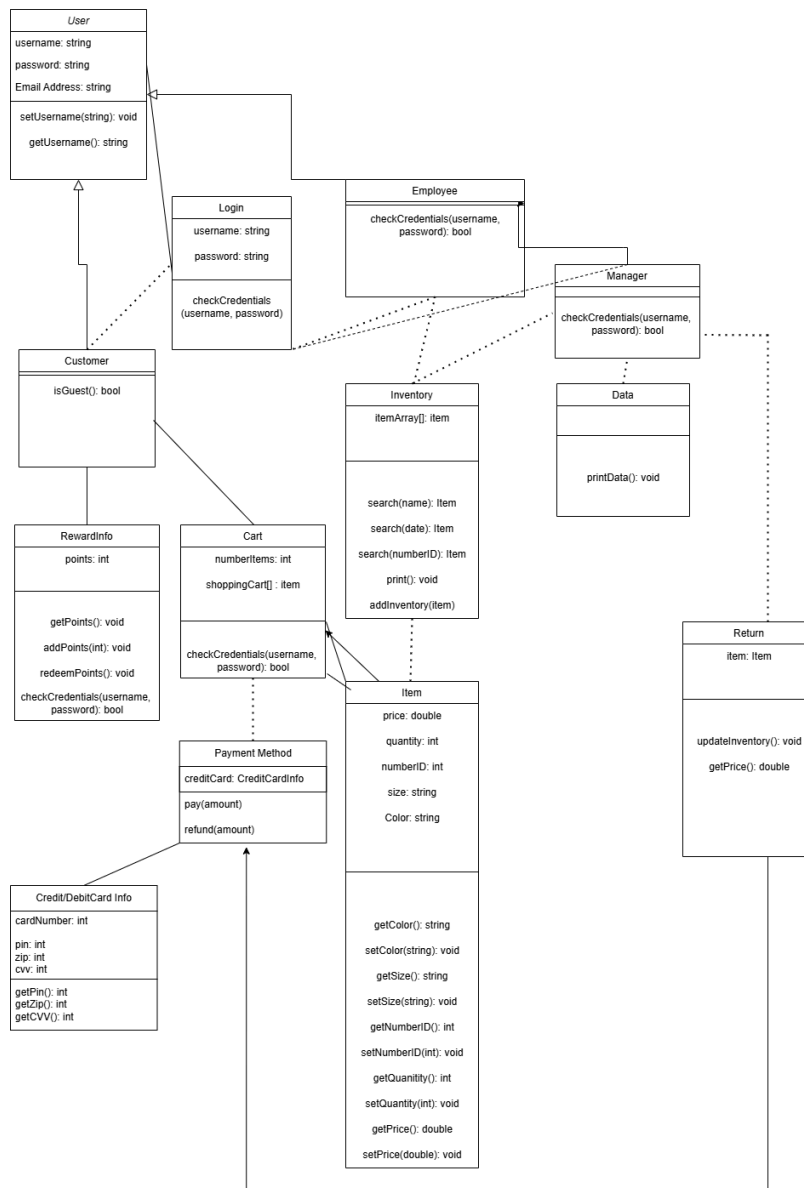 User
username: string
password: string
Email Address: string
setUsername(string): void
getUsername(): string
Login
username: string
password: string
checkCredentials
(username, password)
Employee
checkCredentials(username,
password): bool
Manager
checkCredentials(username,
password): bool
Customer
isGuest(): bool
Inventory
itemArray[]: item
search(name): Item
search(date): Item
search(numberID): Item
print(): void
addInventory(item)
Data
printData(): void
RewardInfo
points: int
getPoints(): void
addPoints(int): void
redeemPoints(): void
checkCredentials(username,
password): bool
Cart
numberItems: int
shoppingCart[] : item
checkCredentials(username,
password): bool
Return
item: Item
updateInventory(): void
getPrice(): double
Item
price: double
quantity: int
numberID: int
size: string
Color: string
getColor(): string
setColor(string): void
getSize(): string
setSize(string): void
getNumberID(): int
setNumberID(int): void
getQuanitity(): int
setQuantity(int): void
getPrice(): double
setPrice(double): void
Payment Method
creditCard: CreditCardInfo
pay(amount)
refund(amount)
Credit/DebitCard Info
cardNumber: int
pin: int
zip: int
cvv: int
getPin(): int
getZip(): int
getCVV(): int